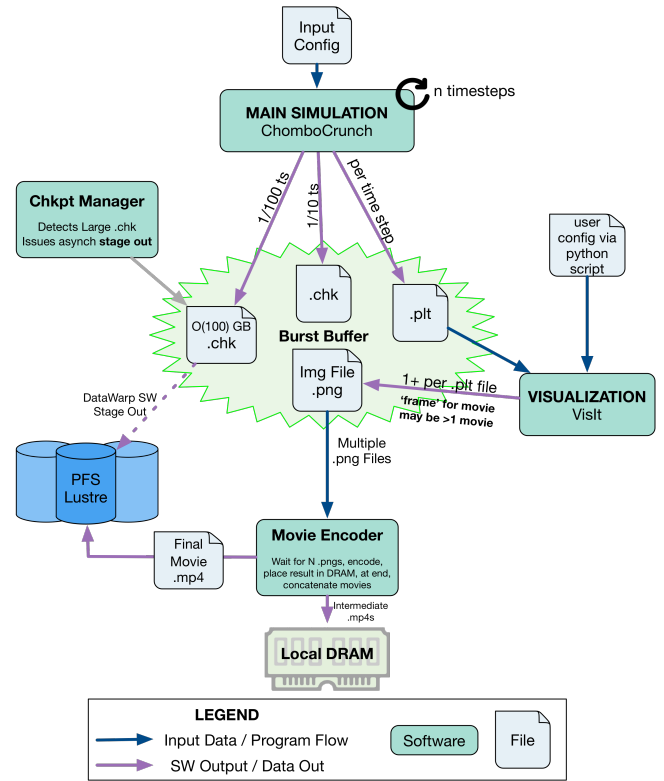 Input
Config
n timesteps
MAIN SIMULATION
ChomboCrunch
1/100 ts
1/10 ts
per time step
Chkpt Manager
Detects Large .chk
Issues asynch stage out
user
config via
python
script
O(100) GB
.chk
.chk
.plt
Burst Buffer
Img File
.png
1+ per .plt file
'frame' for movie
may be >1 movie
VISUALIZATION
VisIt
DataWarp SW
Stage Out
Multiple
.png Files
PFS
Lustre
Final
Movie
.mp4
Movie Encoder
Wait for N .pngs, encode,
place result in DRAM, at end,
concatenate movies
Intermediate
.mp4s
Local DRAM
LEGEND
Input Data / Program Flow
SW Output / Data Out
Software
File